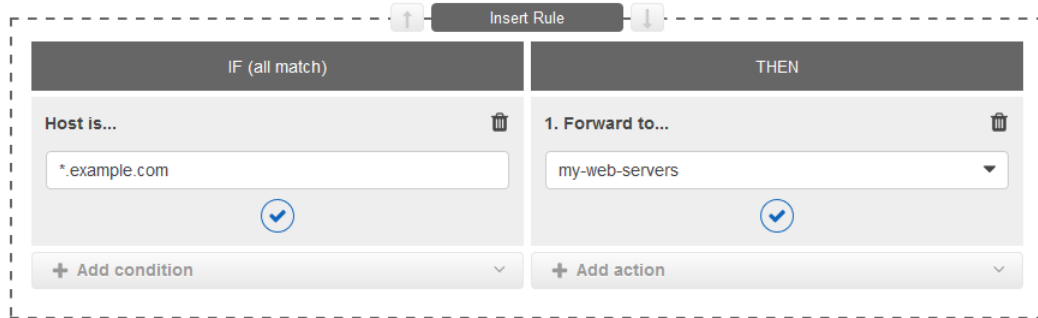 Insert Rule
IF (all match)
THEN
Host is...
1. Forward to...
*.example.com
my-web-servers
Add condition
Add action